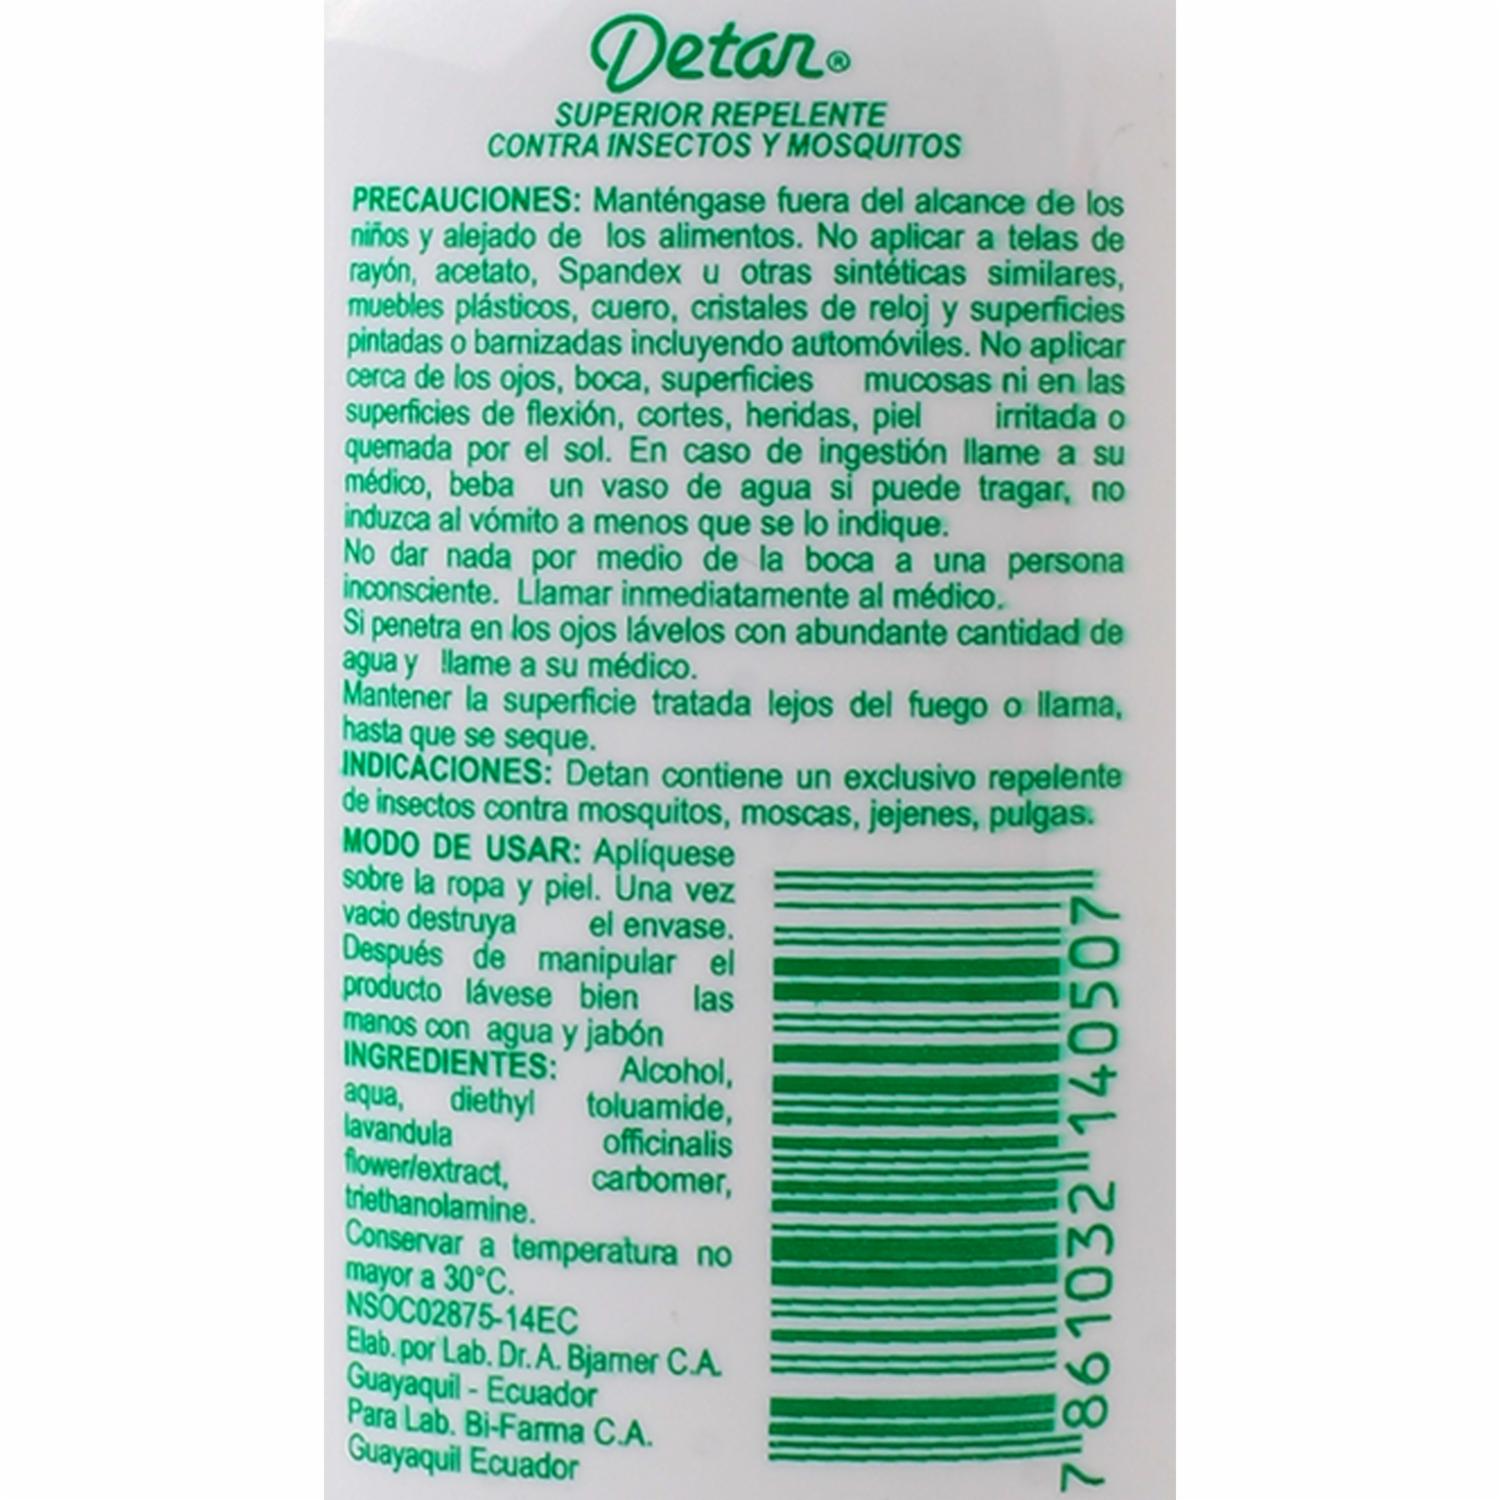 Detan®
SUPERIOR REPELENTE
CONTRA INSECTOS Y MOSQUITOS
PRECAUCIONES: Manténgase fuera del alcance de los
niños y alejado de los alimentos. No aplicar a telas de
rayón, acetato, Spandex u otras sintéticas similares,
muebles plásticos, cuero, cristales de reloj y superficies
pintadas o barnizadas incluyendo automóviles. No aplicar
cerca de los ojos, boca, superficies mucosas ni en las
superficies de flexión, cortes, heridas, piel irritada o
quemada por el sol. En caso de ingestión llame a su
médico, beba un vaso de agua si puede tragar, no
induzca al vómito a menos que se lo indique.
No dar nada por medio de la boca a una persona
inconsciente. Llamar inmediatamente al médico.
Si penetra en los ojos lávelos con abundante cantidad de
agua y llame a su médico.
Mantener la superficie tratada lejos del fuego o llama,
hasta que se seque.
INDICACIONES: Detan contiene un exclusivo repelente
de insectos contra mosquitos, moscas, jejenes, pulgas.
MODO DE USAR: Aplíquese
sobre la ropa y piel. Una vez
vacio destruya el envase.
Después de manipular el
producto lávese bien las
manos con agua y jabón
INGREDIENTES: Alcohol,
aqua, diethyl toluamide,
lavandula officinalis
flower/extract, carbomer,
triethanolamine.
Conservar a temperatura no
mayor a 30°C.
NSOC02875-14EC
Elab. por Lab. Dr. A. Bjarner C.A.
Guayaquil - Ecuador
Para Lab. Bi-Farma C.A.
Guayaquil Ecuador
7 861032 140507